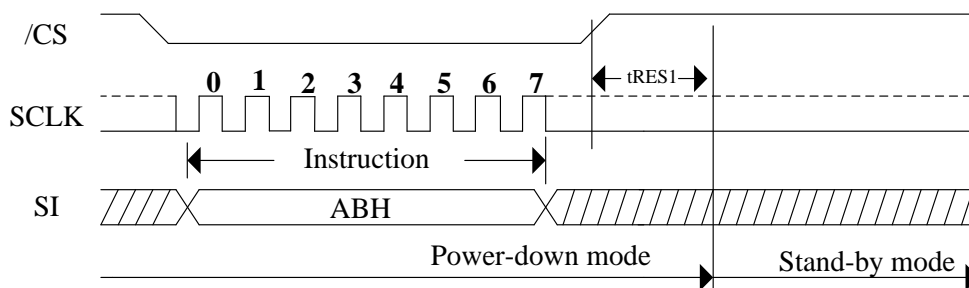 /CS
tRES1
0 1 2 3 4 5 6 7
SCLK
Instruction
SI
ABH
Power-down mode
Stand-by mode